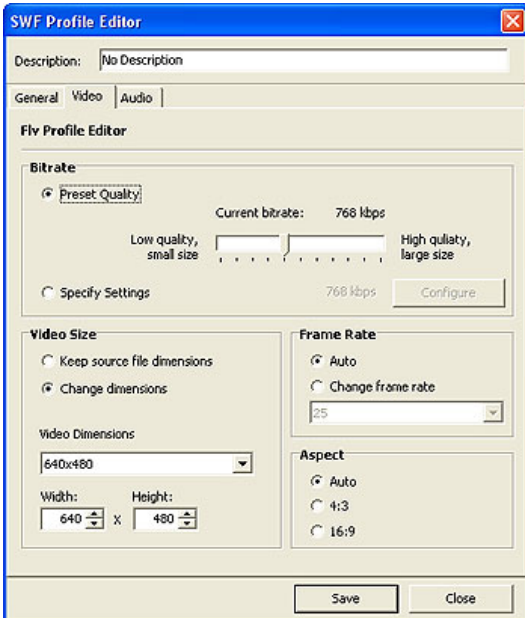 SWF Profile Editor
Description: No Description
General Video Audio
Flv Profile Editor
Bitrate
Preset Quality
Current bitrate: 768 kbps
Low quality, small size
High quliaty, large size
Specify Settings 768 kbps Configure
Video Size
Keep source file dimensions
Change dimensions
Video Dimensions
640x480
Width: Height:
640 x 480
Frame Rate
Auto
Change frame rate
25
Aspect
Auto
4:3
16:9
Save Close